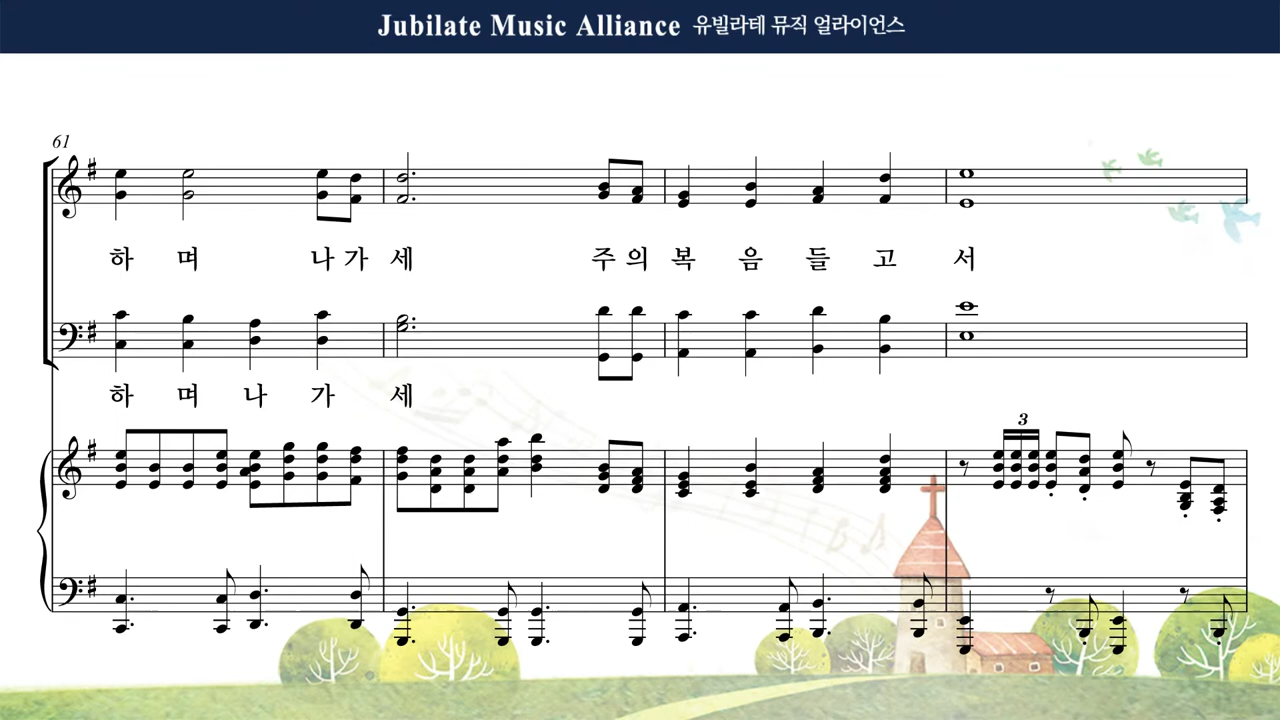 Jubilate Music Alliance 유빌라테 뮤직 얼라이언스
61
하 며 나 가 세 주 의 복 음 들 고 서
하 며 나 가 세
3